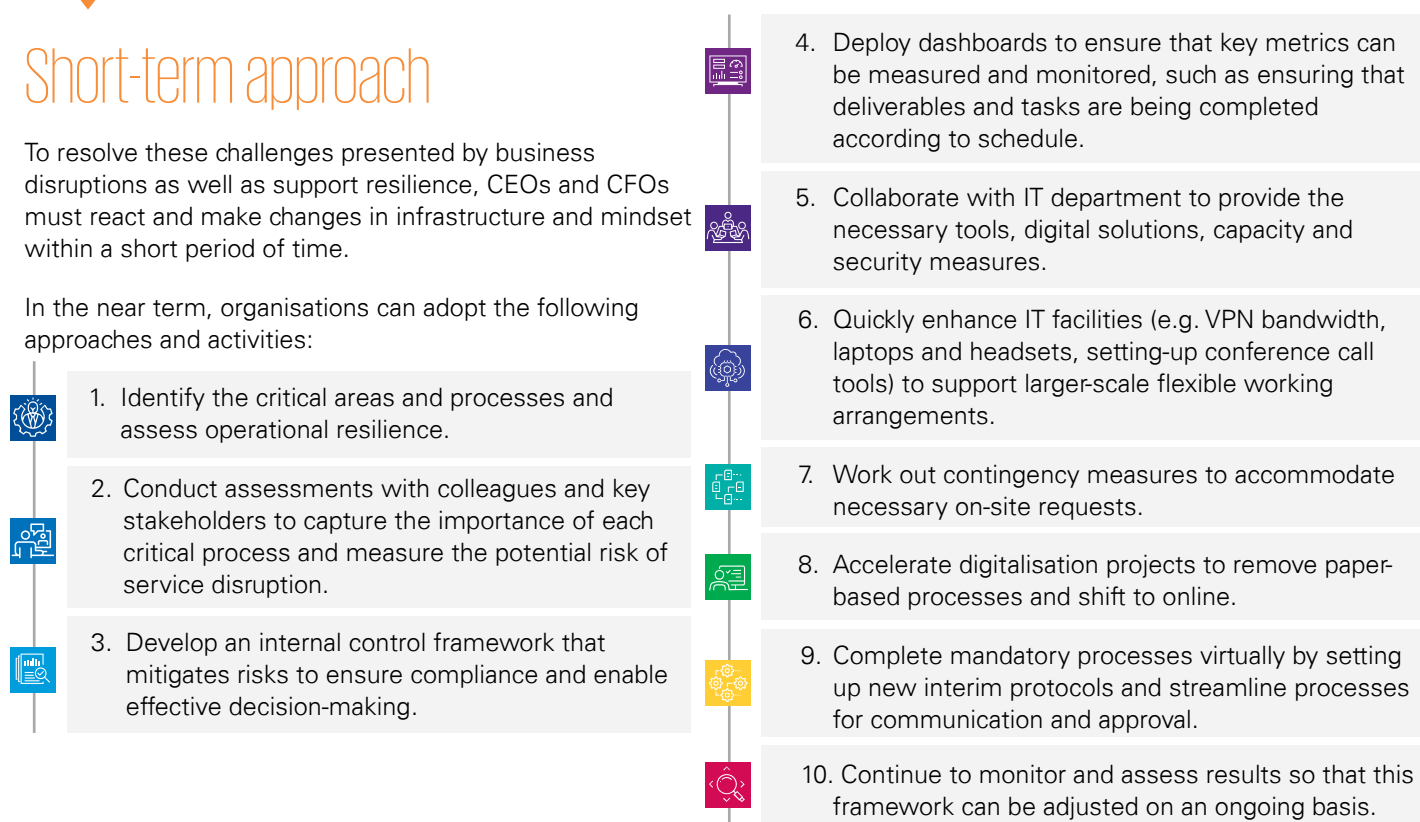 Short-term approach
To resolve these challenges presented by business
disruptions as well as support resilience, CEOs and CFOs
must react and make changes in infrastructure and mindset
within a short period of time.
In the near term, organisations can adopt the following
approaches and activities:
1. Identify the critical areas and processes and
assess operational resilience.
2. Conduct assessments with colleagues and key
stakeholders to capture the importance of each
critical process and measure the potential risk of
service disruption.
3. Develop an internal control framework that
mitigates risks to ensure compliance and enable
effective decision-making.
4. Deploy dashboards to ensure that key metrics can
be measured and monitored, such as ensuring that
deliverables and tasks are being completed
according to schedule.
5. Collaborate with IT department to provide the
necessary tools, digital solutions, capacity and
security measures.
6. Quickly enhance IT facilities (e.g. VPN bandwidth,
laptops and headsets, setting-up conference call
tools) to support larger-scale flexible working
arrangements.
7. Work out contingency measures to accommodate
necessary on-site requests.
8. Accelerate digitalisation projects to remove paper-
based processes and shift to online.
9. Complete mandatory processes virtually by setting
up new interim protocols and streamline processes
for communication and approval.
10. Continue to monitor and assess results so that this
framework can be adjusted on an ongoing basis.